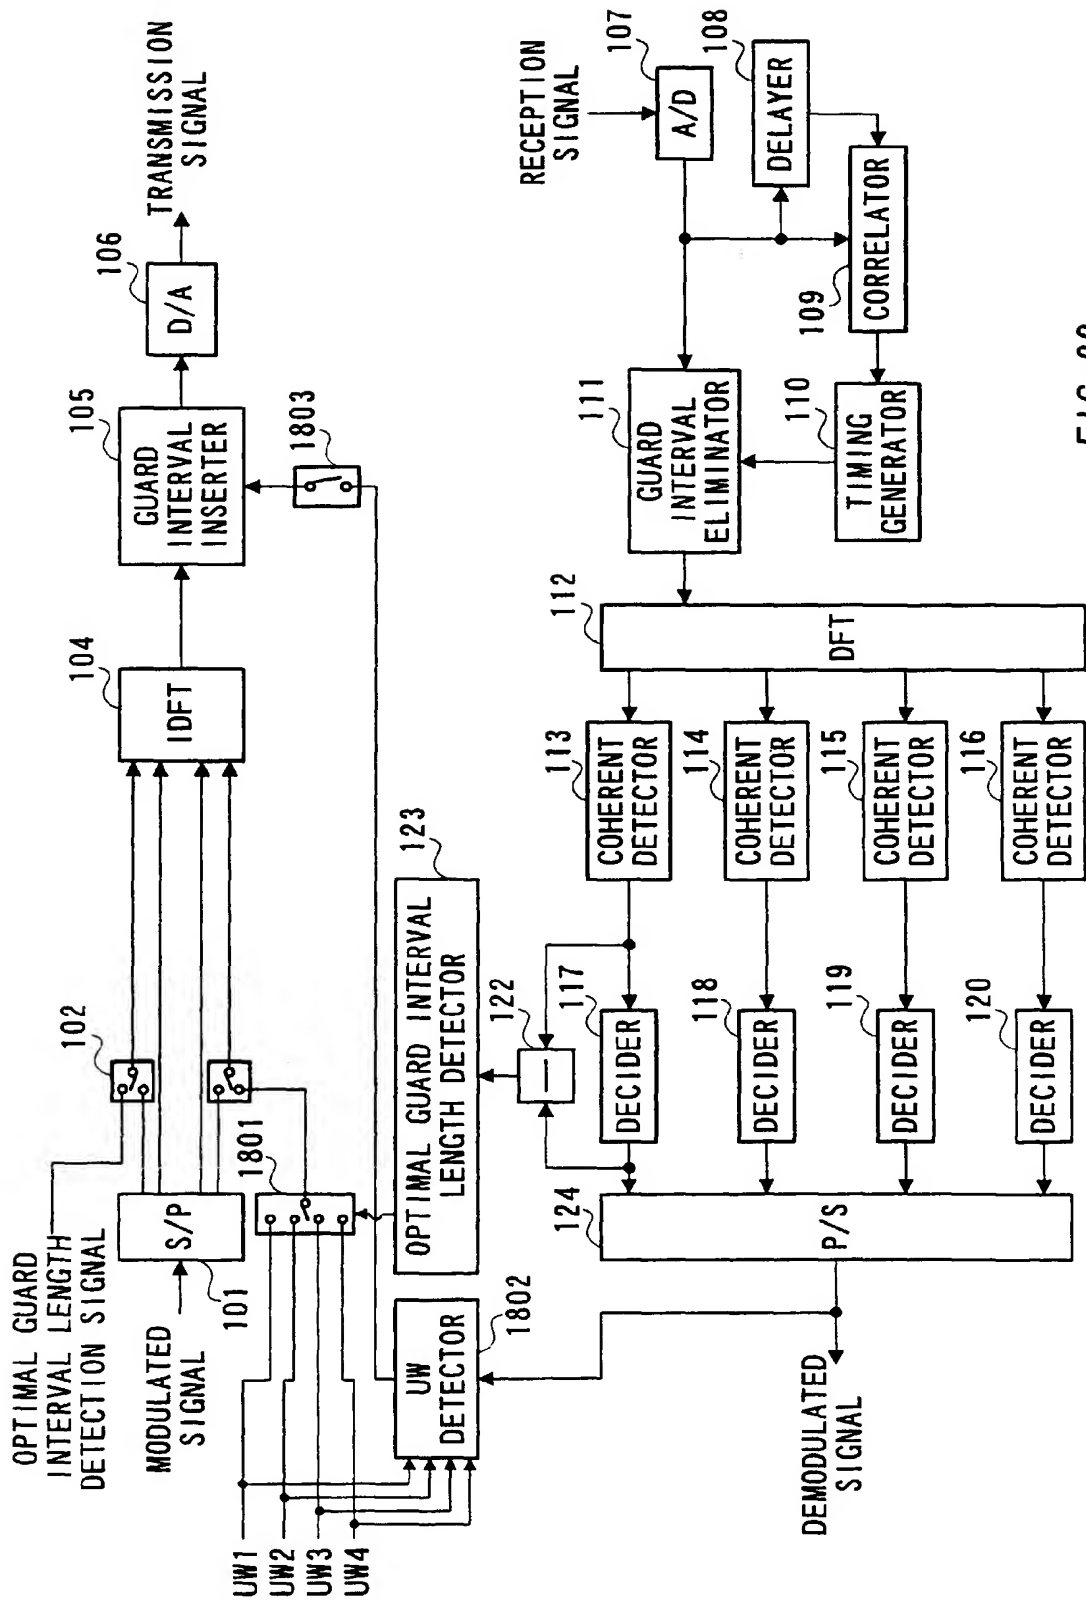 OPTIMAL GUARD
INTERVAL LENGTH
DETECTION SIGNAL
MODULATED
SIGNAL
101
S/P
102
104
IDFT
105
GUARD
INTERVAL
INSERTER
106
D/A
TRANSMISSION
SIGNAL
1803
UW1
UW2
UW3
UW4
1801
UW
DETECTOR
1802
123
OPTIMAL GUARD INTERVAL
LENGTH DETECTOR
122
RECEPTION
SIGNAL
107
A/D
108
DELAYER
109
CORRELATOR
110
TIMING
GENERATOR
111
GUARD
INTERVAL
ELIMINATOR
112
DFT
113
COHERENT
DETECTOR
114
COHERENT
DETECTOR
115
COHERENT
DETECTOR
116
COHERENT
DETECTOR
117
DECIDER
118
DECIDER
119
DECIDER
120
DECIDER
124
P/S
DEMODULATED
SIGNAL
FIG.